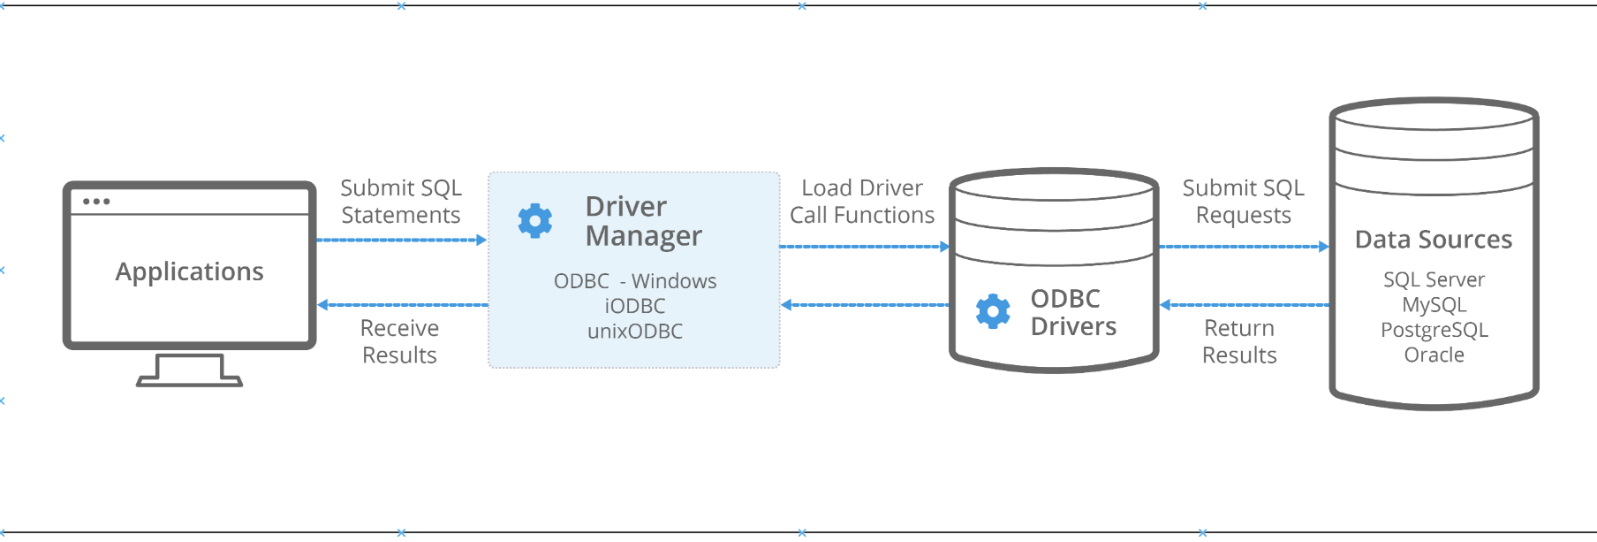 Applications
Submit SQL
Statements
Receive
Results
Driver
Manager
ODBC - Windows
iODBC
unixODBC
Load Driver
Call Functions
ODBC
Drivers
Submit SQL
Requests
Return
Results
Data Sources
SQL Server
MySQL
PostgreSQL
Oracle